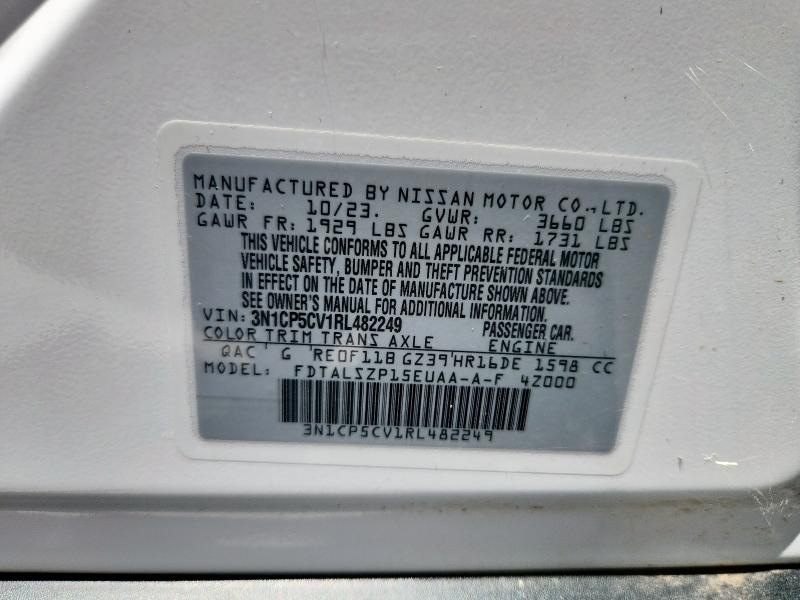 MANUFACTURED BY NISSAN MOTOR CO.,LTD.
DATE: 10/23. GVWR: 3660 LBS
GAWR FR: 1929 LBS GAWR RR: 1731 LBS
THIS VEHICLE CONFORMS TO ALL APPLICABLE FEDERAL MOTOR
VEHICLE SAFETY, BUMPER AND THEFT PREVENTION STANDARDS
IN EFFECT ON THE DATE OF MANUFACTURE SHOWN ABOVE.
SEE OWNER'S MANUAL FOR ADDITIONAL INFORMATION.
VIN: 3N1CP5CV1RL482249 PASSENGER CAR.
COLOR TRIM TRANS AXLE ENGINE
QAC G RE0F11B GZ39 HR16DE 1598 CC
MODEL: FDTALSZP15EUAA-A-F 4Z000
3N1CP5CV1RL482249